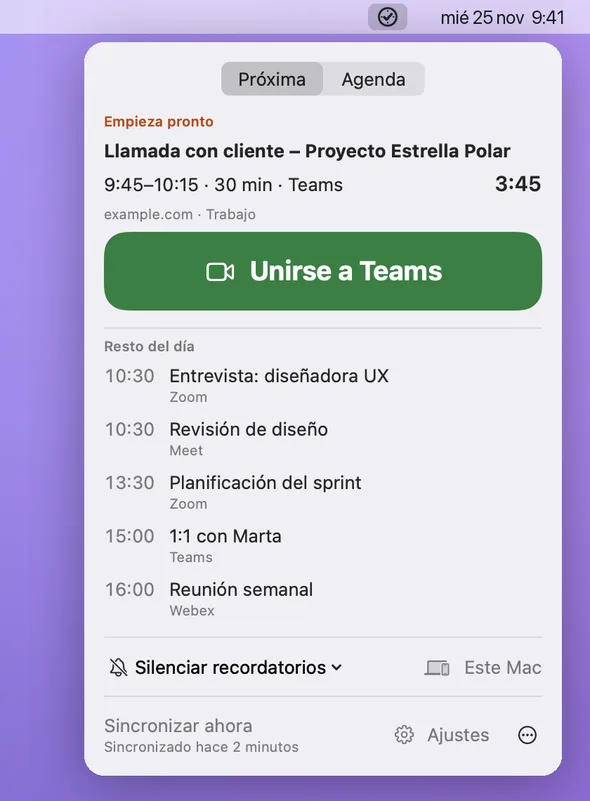 mié 25 nov 9:41
Próxima Agenda
Empieza pronto
Llamada con cliente – Proyecto Estrella Polar
9:45–10:15 · 30 min · Teams 3:45
example.com · Trabajo
Unirse a Teams
Resto del día
10:30 Entrevista: diseñadora UX
Zoom
10:30 Revisión de diseño
Meet
13:30 Planificación del sprint
Zoom
15:00 1:1 con Marta
Teams
16:00 Reunión semanal
Webex
Silenciar recordatorios Este Mac
Sincronizar ahora
Sincronizado hace 2 minutos
Ajustes